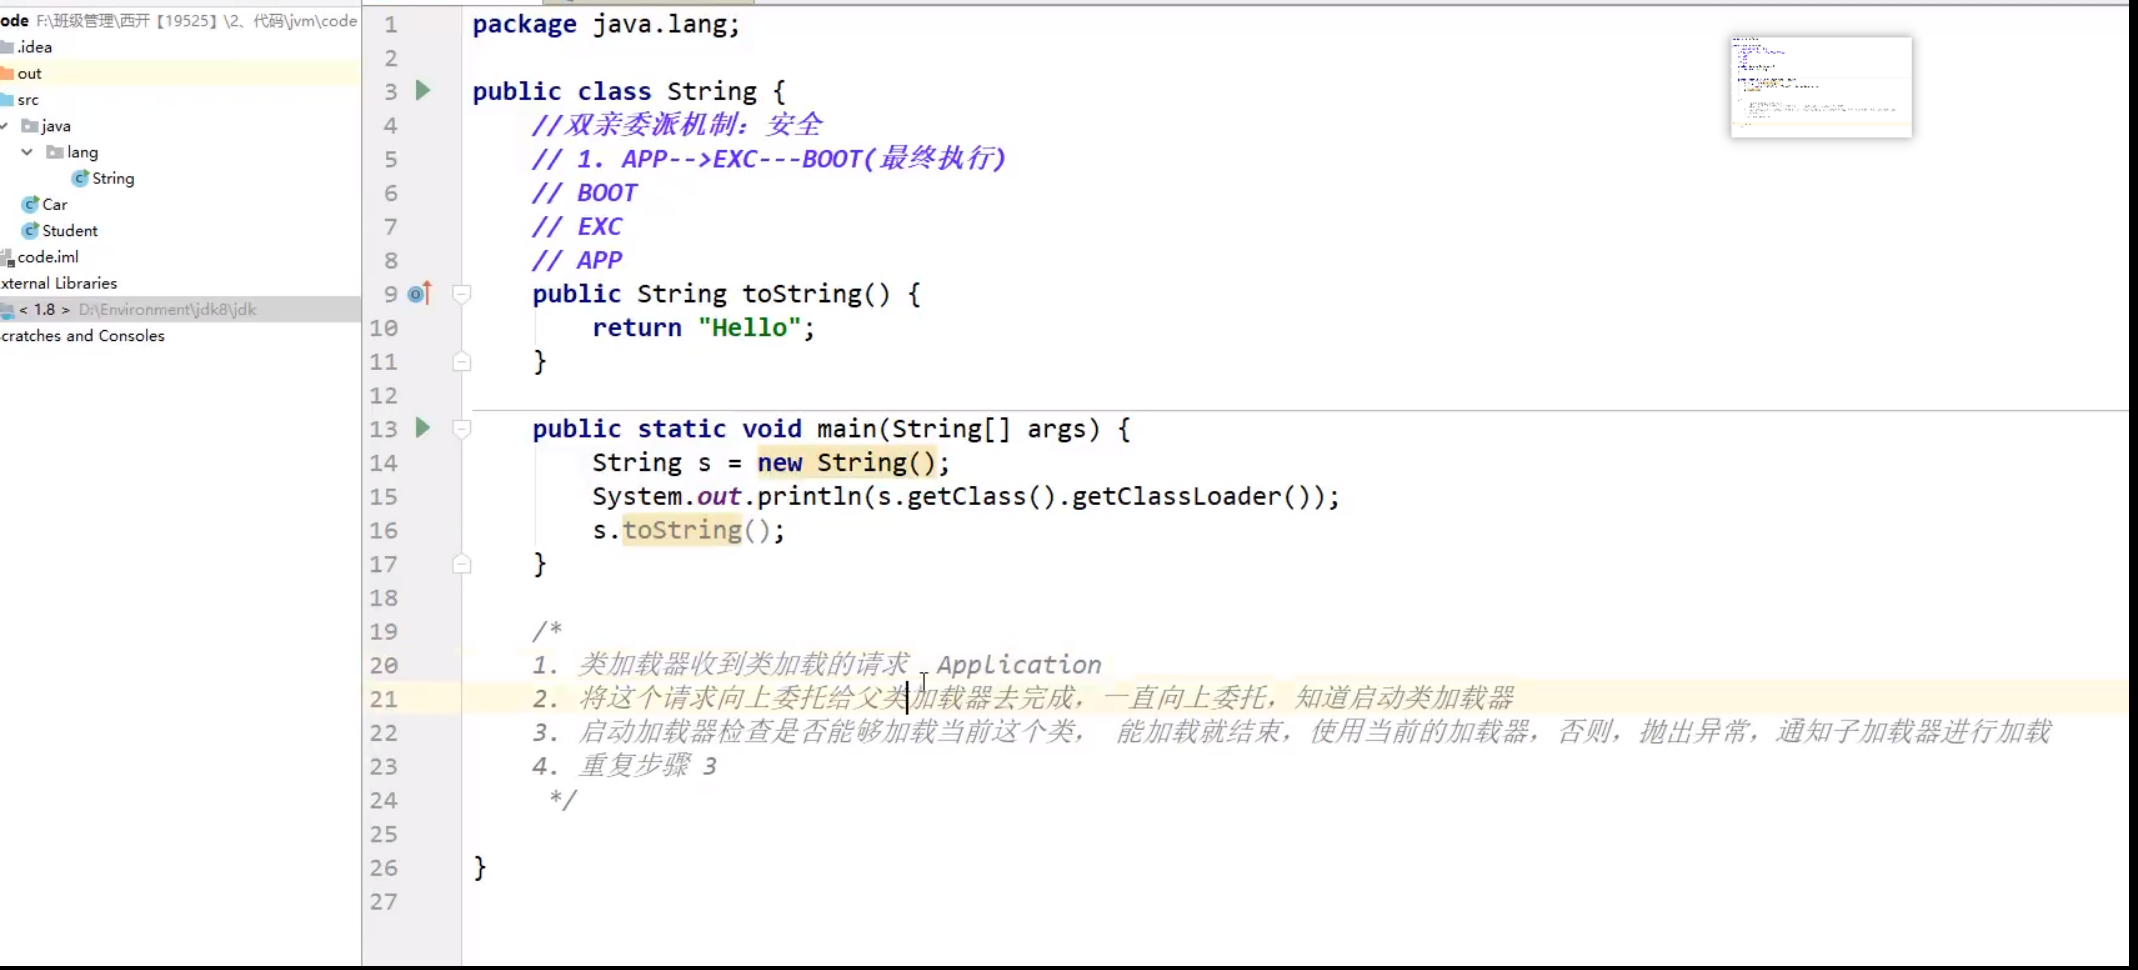 ode F:\班级管理\西开【19525】\2、代码\jvm\code
.idea
out
src
java
lang
String
Car
Student
code.iml
xternal Libraries
< 1.8 > D:\Environment\jdk8\jdk
cratches and Consoles
1 package java.lang;
2
3 public class String {
4 //双亲委派机制：安全
5 // 1. APP-->EXC---BOOT(最终执行)
6 // BOOT
7 // EXC
8 // APP
9 public String toString() {
10 return "Hello";
11 }
12
13 public static void main(String[] args) {
14 String s = new String();
15 System.out.println(s.getClass().getClassLoader());
16 s.toString();
17 }
18
19 /*
20 1. 类加载器收到类加载的请求 Application
21 2. 将这个请求向上委托给父类加载器去完成，一直向上委托，知道启动类加载器
22 3. 启动加载器检查是否能够加载当前这个类， 能加载就结束，使用当前的加载器，否则，抛出异常，通知子加载器进行加载
23 4. 重复步骤 3
24 */
25
26 }
27